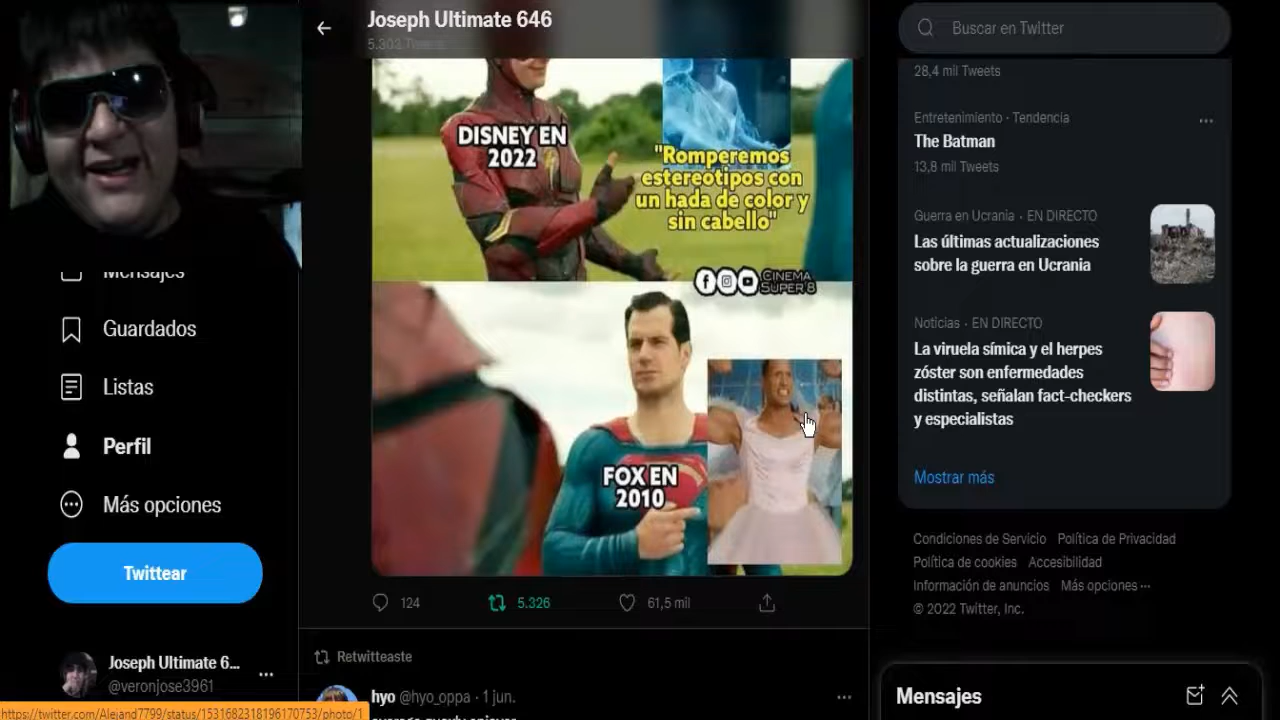 Joseph Ultimate 646
5.302 Tweets
Buscar en Twitter
28,4 mil Tweets
Entretenimiento · Tendencia
The Batman
13,8 mil Tweets
Guerra en Ucrania · EN DIRECTO
Las últimas actualizaciones
sobre la guerra en Ucrania
Noticias · EN DIRECTO
La viruela símica y el herpes
zóster son enfermedades
distintas, señalan fact-checkers
y especialistas
Mostrar más
Condiciones de Servicio Política de Privacidad
Política de cookies Accesibilidad
Información de anuncios Más opciones ···
© 2022 Twitter, Inc.
Mensajes
DISNEY EN
2022
"Romperemos
estereotipos con
un hada de color y
sin cabello"
CINEMA
SUPER 8
FOX EN
2010
124 5.326 61,5 mil
Retwitteaste
hyo @hyo_oppa · 1 jun.
Mensajes
Guardados
Listas
Perfil
Más opciones
Twittear
Joseph Ultimate 6...
@veronjose3961
https://twitter.com/Alejand7799/status/1531682318196170753/photo/1